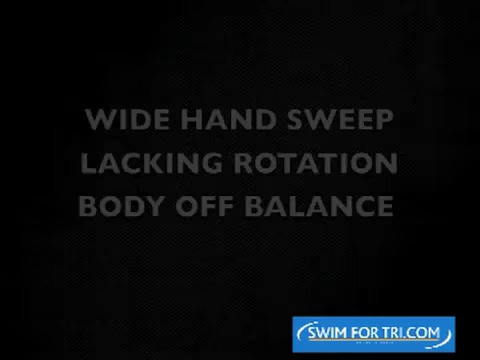 WIDE HAND SWEEP
LACKING ROTATION
BODY OFF BALANCE
SWIM FOR TRI.COM